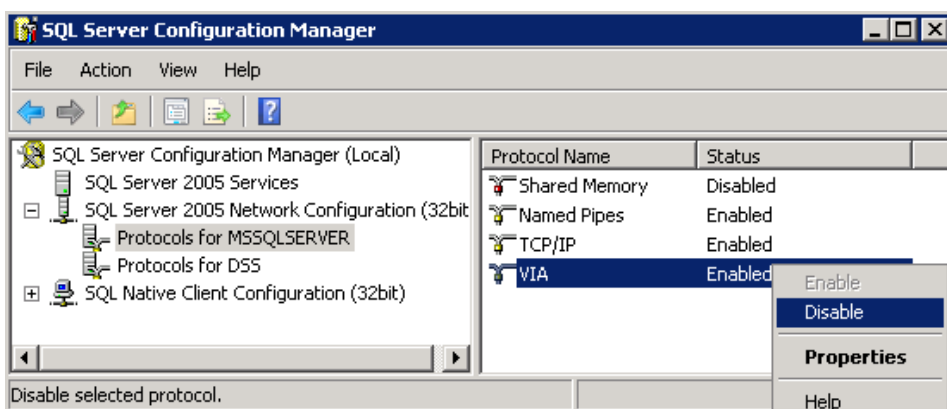 SQL Server Configuration Manager
File Action View Help
SQL Server Configuration Manager (Local)
SQL Server 2005 Services
SQL Server 2005 Network Configuration (32bit
Protocols for MSSQLSERVER
Protocols for DSS
SQL Native Client Configuration (32bit)
Protocol Name Status
Shared Memory Disabled
Named Pipes Enabled
TCP/IP Enabled
VIA Enabled
Enable
Disable
Properties
Help
Disable selected protocol.